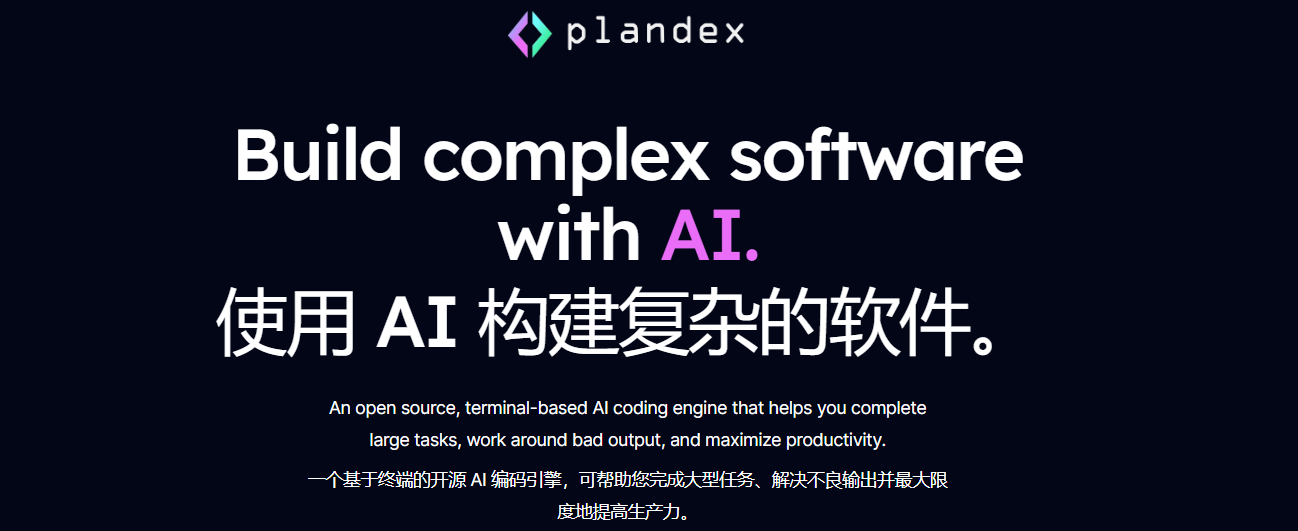 plandex
Build complex software
with AI.
使用 AI 构建复杂的软件。
An open source, terminal-based AI coding engine that helps you complete
large tasks, work around bad output, and maximize productivity.
一个基于终端的开源 AI 编码引擎，可帮助您完成大型任务、解决不良输出并最大限
度地提高生产力。